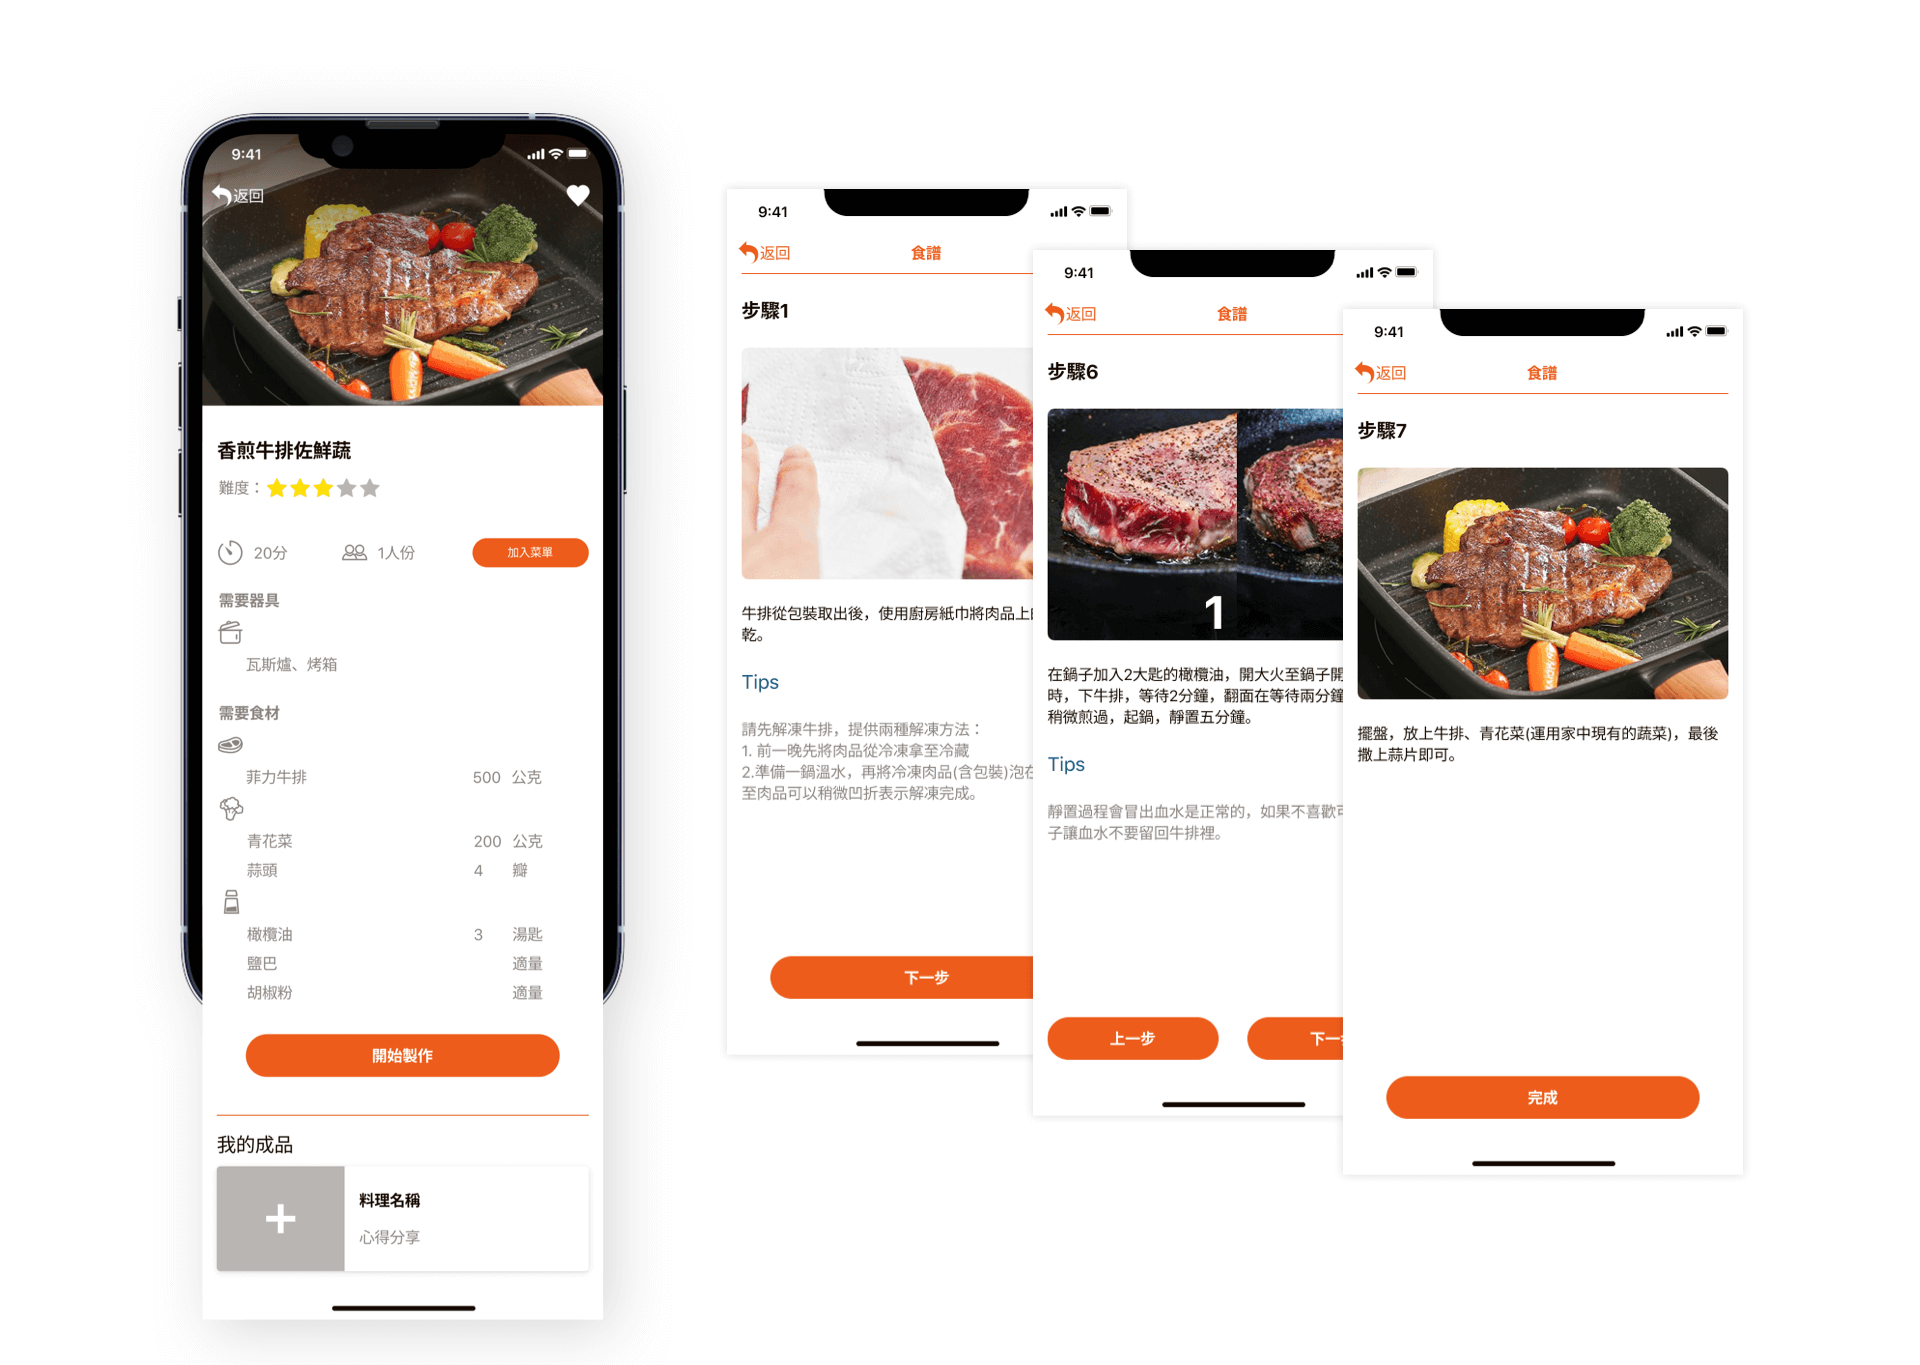 9:41
返回
香煎牛排佐鮮蔬
難度：
20分
1人份
加入菜單
需要器具
瓦斯爐、烤箱
需要食材
菲力牛排 500 公克
青花菜 200 公克
蒜頭 4 瓣
橄欖油 3 湯匙
鹽巴 適量
胡椒粉 適量
開始製作
我的成品
料理名稱
心得分享
9:41
返回
食譜
步驟1
牛排從包裝取出後，使用廚房紙巾將肉品上
乾。
Tips
請先解凍牛排，提供兩種解凍方法：
1. 前一晚先將肉品從冷凍拿至冷藏
2.準備一鍋溫水，再將冷凍肉品(含包裝)泡在
至肉品可以稍微凹折表示解凍完成。
下一步
9:41
返回
食譜
步驟6
1
在鍋子加入2大匙的橄欖油，開大火至鍋子開
時，下牛排，等待2分鐘，翻面在等待兩分鐘
稍微煎過，起鍋，靜置五分鐘。
Tips
靜置過程會冒出血水是正常的，如果不喜歡可
子讓血水不要留回牛排裡。
上一步
下一
9:41
返回
食譜
步驟7
擺盤，放上牛排、青花菜(運用家中現有的蔬菜)，最後
撒上蒜片即可。
完成